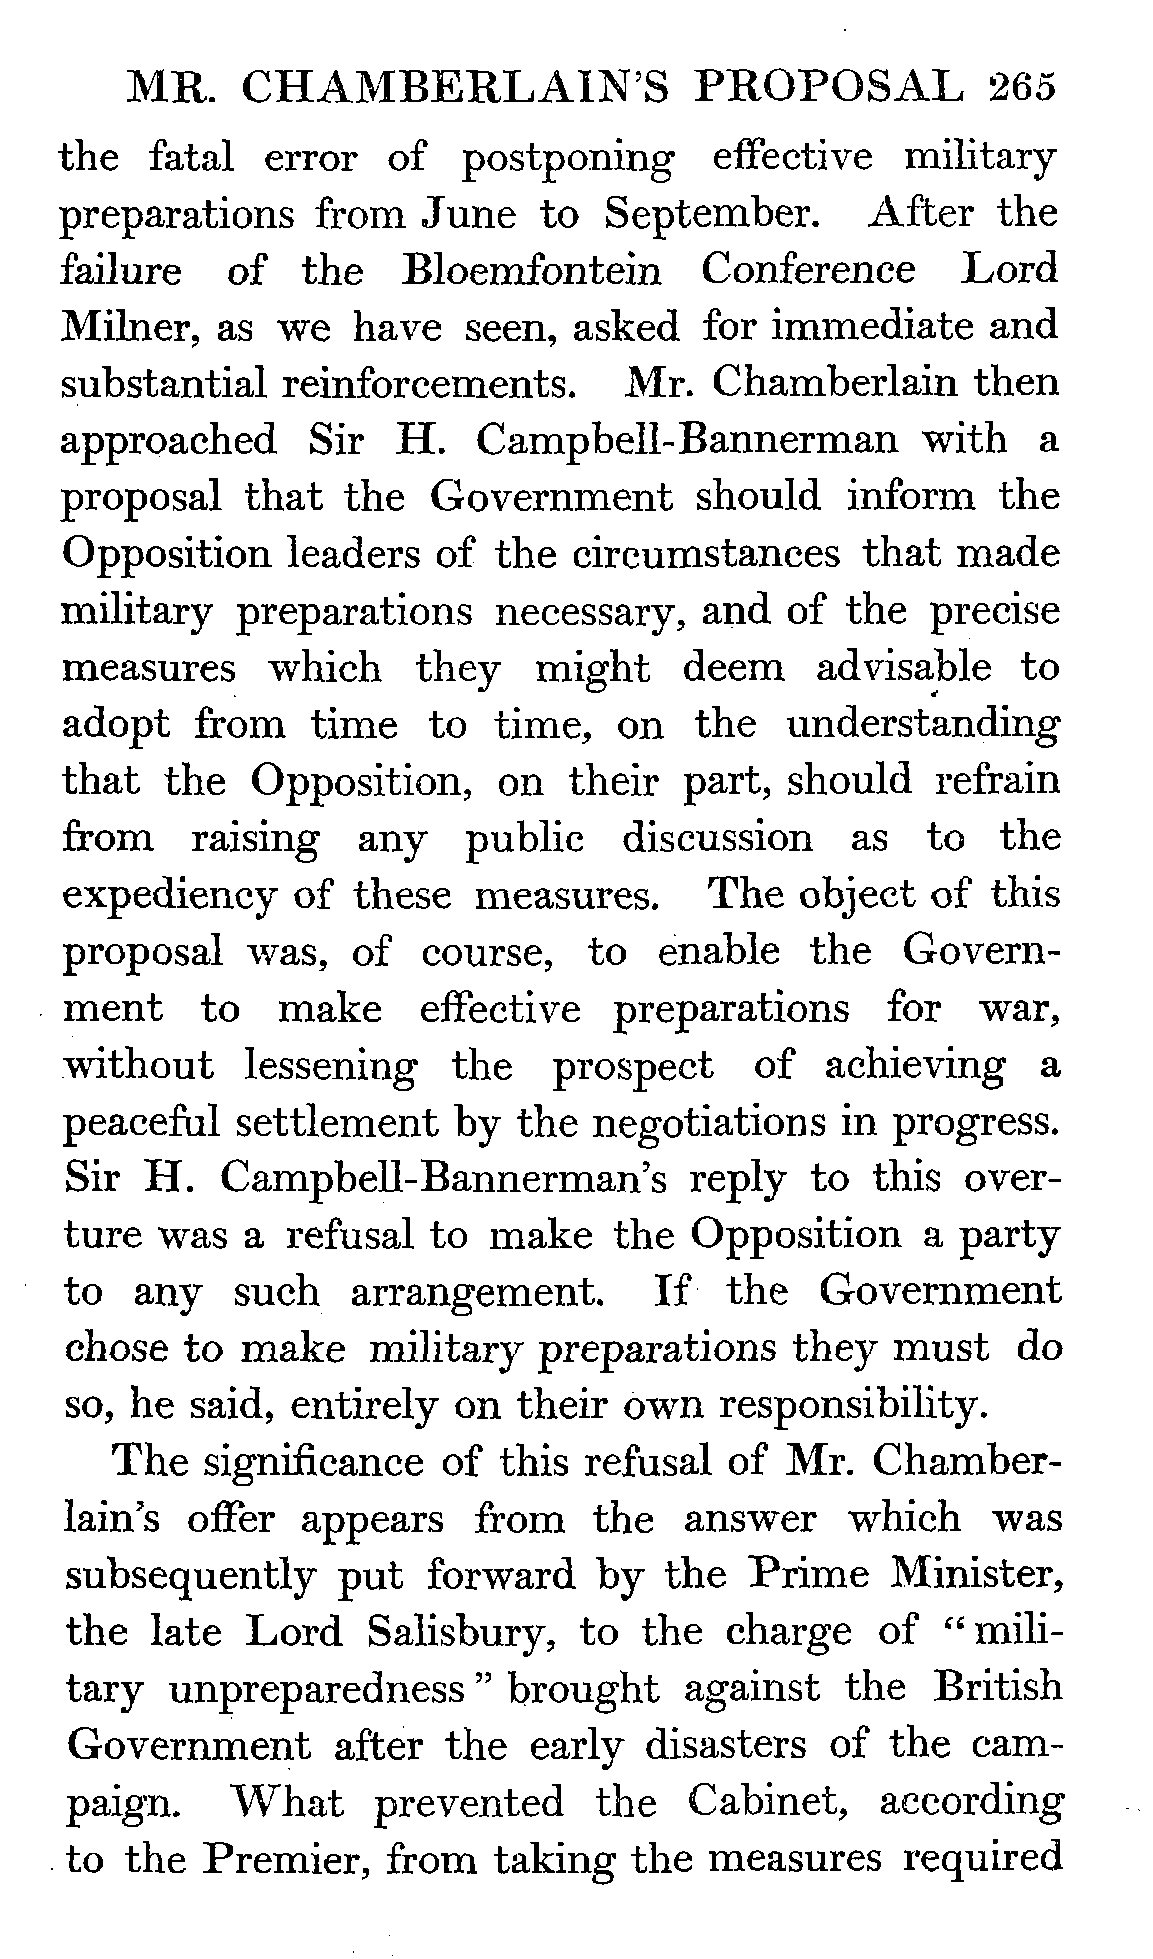 MR. CHAMBERLAIN'S PROPOSAL 265
the fatal error of postponing effective military
preparations from June to September. After the
failure of the Bloemfontein Conference Lord
Milner, as we have seen, asked for immediate and
substantial reinforcements. Mr. Chamberlain then
approached Sir H. Campbell-Bannerman with a
proposal that the Government should inform the
Opposition leaders of the circumstances that made
military preparations necessary, and of the precise
measures which they might deem advisable to
adopt from time to time, on the understanding
that the Opposition, on their part, should refrain
from raising any public discussion as to the
expediency of these measures. The object of this
proposal was, of course, to enable the Govern-
ment to make effective preparations for war,
without lessening the prospect of achieving a
peaceful settlement by the negotiations in progress.
Sir H. Campbell-Bannerman's reply to this over-
ture was a refusal to make the Opposition a party
to any such arrangement. If the Government
chose to make military preparations they must do
so, he said, entirely on their own responsibility.
The significance of this refusal of Mr. Chamber-
lain's offer appears from the answer which was
subsequently put forward by the Prime Minister,
the late Lord Salisbury, to the charge of "mili-
tary unpreparedness" brought against the British
Government after the early disasters of the cam-
paign. What prevented the Cabinet, according
to the Premier, from taking the measures required